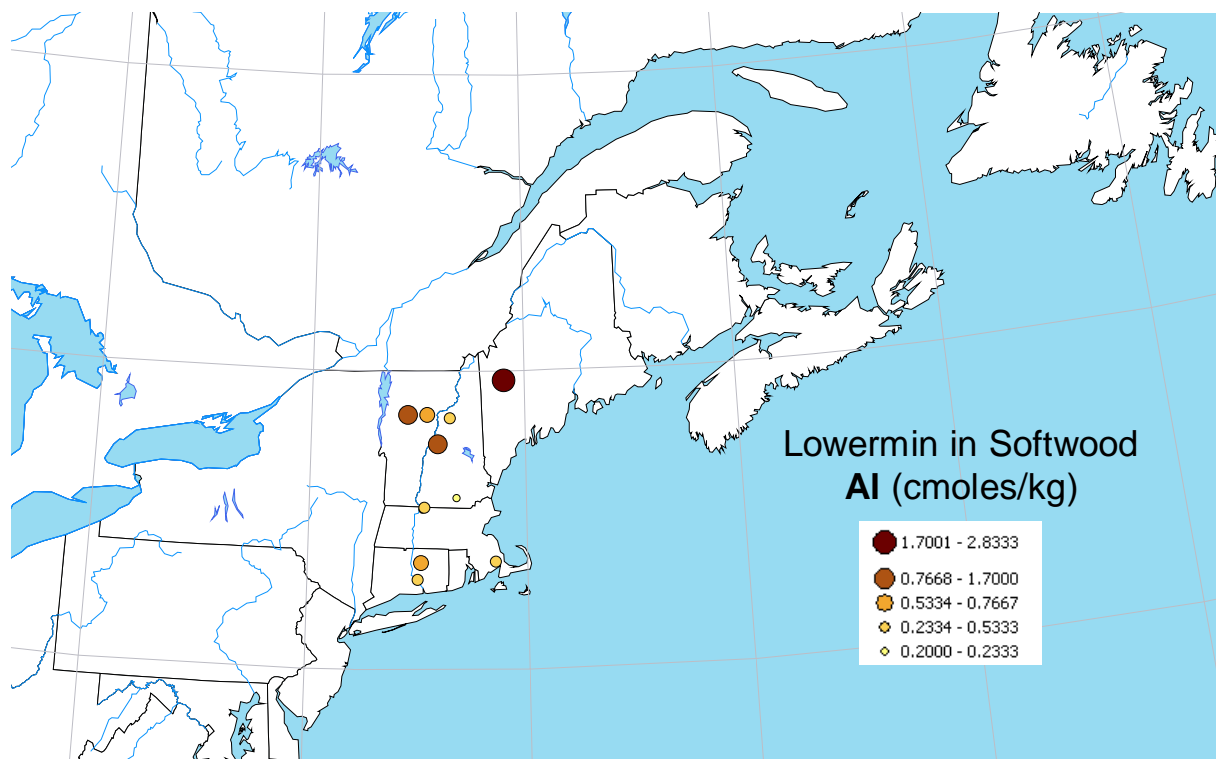 Lowermin in Softwood
Al (cmoles/kg)
1.7001 - 2.8333
0.7668 - 1.7000
0.5334 - 0.7667
0.2334 - 0.5333
0.2000 - 0.2333